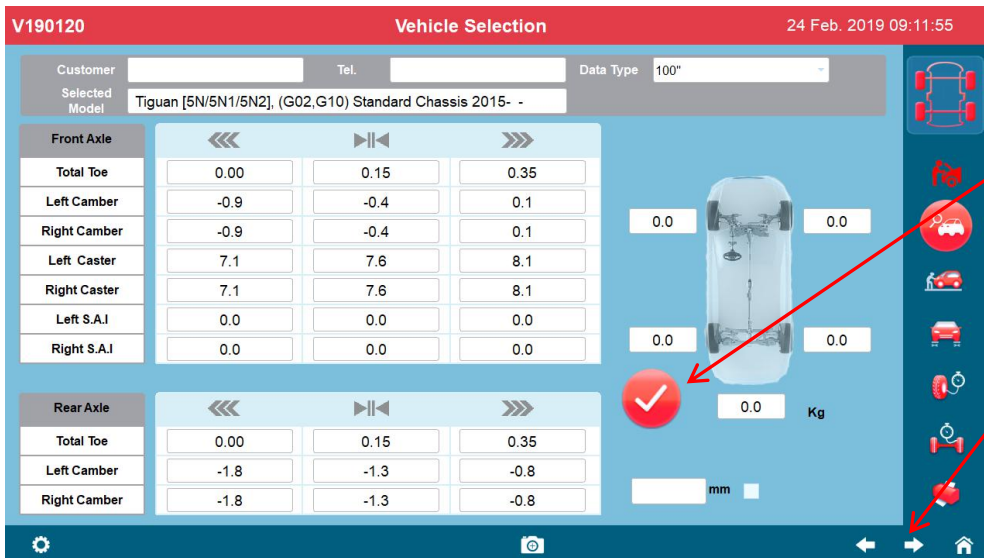 V190120 Vehicle Selection 24 Feb. 2019 09:11:55
Customer Tel. Data Type 100"
Selected Model Tiguan [5N/5N1/5N2], (G02,G10) Standard Chassis 2015- -
Front Axle
Total Toe 0.00 0.15 0.35
Left Camber -0.9 -0.4 0.1
Right Camber -0.9 -0.4 0.1
0.0 0.0
Left Caster 7.1 7.6 8.1
Right Caster 7.1 7.6 8.1
Left S.A.I 0.0 0.0 0.0
Right S.A.I 0.0 0.0 0.0
0.0 0.0
Rear Axle
0.0 Kg
Total Toe 0.00 0.15 0.35
Left Camber -1.8 -1.3 -0.8
Right Camber -1.8 -1.3 -0.8
mm